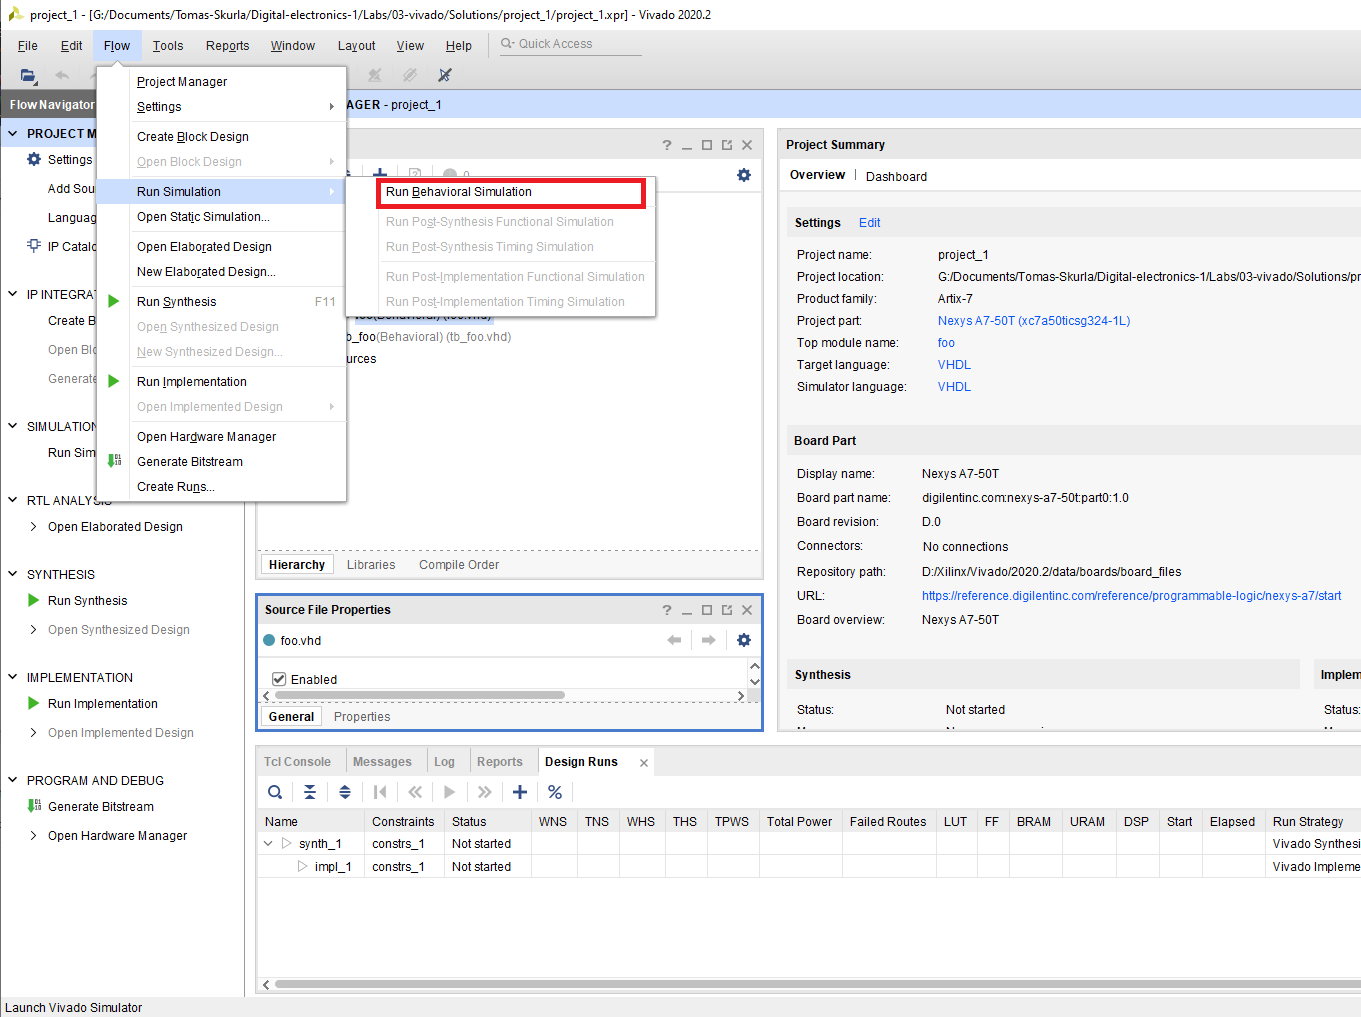 project_1 - [G:/Documents/Tomas-Skurla/Digital-electronics-1/Labs/03-vivado/Solutions/project_1/project_1.xpr] - Vivado 2020.2
File Edit Flow Tools Reports Window Layout View Help Quick Access
Flow Navigator
AGER - project_1
PROJECT M
Settings
Add Sou
Languag
IP Catalo
IP INTEGRAT
Create B
Open Blo
Generate
SIMULATION
Run Sim
RTL ANALYSIS
Open Elaborated Design
SYNTHESIS
Run Synthesis
Open Synthesized Design
IMPLEMENTATION
Run Implementation
Open Implemented Design
PROGRAM AND DEBUG
Generate Bitstream
Open Hardware Manager
Project Manager
Settings
Create Block Design
Open Block Design
Run Simulation
Open Static Simulation...
Open Elaborated Design
New Elaborated Design...
Run Synthesis F11
Open Synthesized Design
New Synthesized Design...
Run Implementation
Open Implemented Design
Open Hardware Manager
Generate Bitstream
Create Runs...
Run Behavioral Simulation
Run Post-Synthesis Functional Simulation
Run Post-Synthesis Timing Simulation
Run Post-Implementation Functional Simulation
Run Post-Implementation Timing Simulation
0
foo(Behavioral) (foo.vhd)
b_foo(Behavioral) (tb_foo.vhd)
urces
Hierarchy Libraries Compile Order
Source File Properties
foo.vhd
Enabled
General Properties
Project Summary
Overview Dashboard
Settings Edit
Project name: project_1
Project location: G:/Documents/Tomas-Skurla/Digital-electronics-1/Labs/03-vivado/Solutions/pr
Product family: Artix-7
Project part: Nexys A7-50T (xc7a50ticsg324-1L)
Top module name: foo
Target language: VHDL
Simulator language: VHDL
Board Part
Display name: Nexys A7-50T
Board part name: digilentinc.com:nexys-a7-50t:part0:1.0
Board revision: D.0
Connectors: No connections
Repository path: D:/Xilinx/Vivado/2020.2/data/boards/board_files
URL: https://reference.digilentinc.com/reference/programmable-logic/nexys-a7/start
Board overview: Nexys A7-50T
Synthesis Implem
Status: Not started Status:
Tcl Console Messages Log Reports Design Runs
Name Constraints Status WNS TNS WHS THS TPWS Total Power Failed Routes LUT FF BRAM URAM DSP Start Elapsed Run Strategy
synth_1 constrs_1 Not started Vivado Synthesi
impl_1 constrs_1 Not started Vivado Impleme
Launch Vivado Simulator